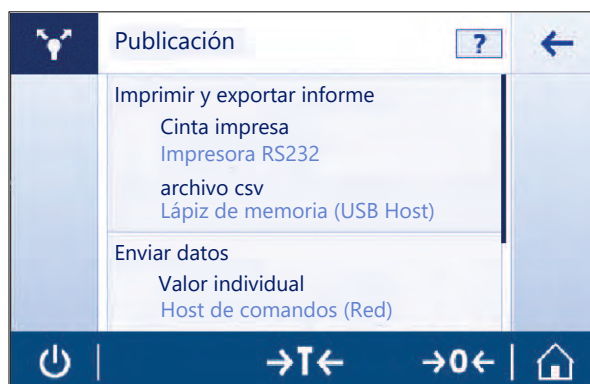 Publicación
?
Imprimir y exportar informe
Cinta impresa
Impresora RS232
archivo csv
Lápiz de memoria (USB Host)
Enviar datos
Valor individual
Host de comandos (Red)
→T← →0←